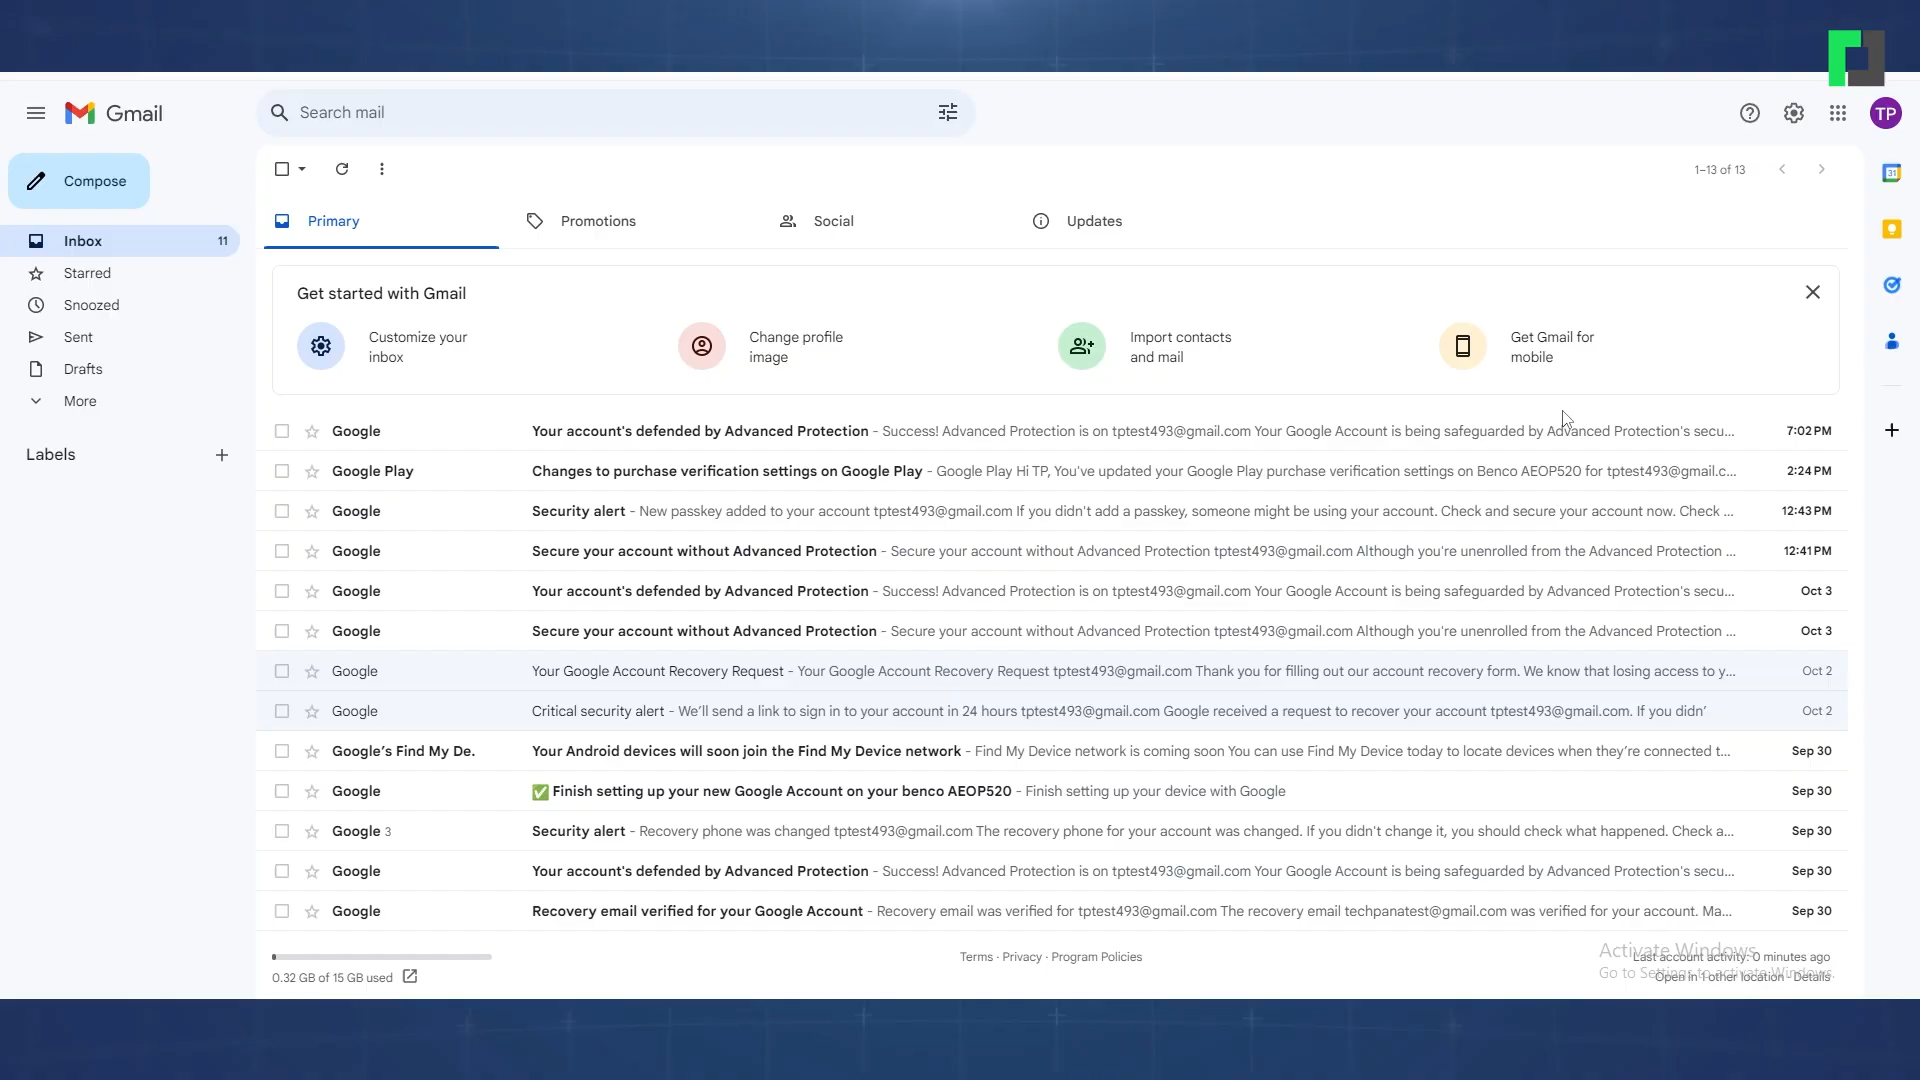 Gmail
Search mail
TP
Compose
1–13 of 13
31
Primary
Promotions
Social
Updates
Inbox 11
Starred
Snoozed
Sent
Drafts
More
Labels
Get started with Gmail
Customize your
inbox
Change profile
image
Import contacts
and mail
Get Gmail for
mobile
Google Your account's defended by Advanced Protection - Success! Advanced Protection is on tptest493@gmail.com Your Google Account is being safeguarded by Advanced Protection's secu... 7:02 PM
Google Play Changes to purchase verification settings on Google Play - Google Play Hi TP, You've updated your Google Play purchase verification settings on Benco AEOP520 for tptest493@gmail.c... 2:24 PM
Google Security alert - New passkey added to your account tptest493@gmail.com If you didn't add a passkey, someone might be using your account. Check and secure your account now. Check ... 12:43 PM
Google Secure your account without Advanced Protection - Secure your account without Advanced Protection tptest493@gmail.com Although you're unenrolled from the Advanced Protection ... 12:41 PM
Google Your account's defended by Advanced Protection - Success! Advanced Protection is on tptest493@gmail.com Your Google Account is being safeguarded by Advanced Protection's secu... Oct 3
Google Secure your account without Advanced Protection - Secure your account without Advanced Protection tptest493@gmail.com Although you're unenrolled from the Advanced Protection ... Oct 3
Google Your Google Account Recovery Request - Your Google Account Recovery Request tptest493@gmail.com Thank you for filling out our account recovery form. We know that losing access to y... Oct 2
Google Critical security alert - We'll send a link to sign in to your account in 24 hours tptest493@gmail.com Google received a request to recover your account tptest493@gmail.com. If you didn' Oct 2
Google's Find My De. Your Android devices will soon join the Find My Device network - Find My Device network is coming soon You can use Find My Device today to locate devices when they're connected t... Sep 30
Google ✅ Finish setting up your new Google Account on your benco AEOP520 - Finish setting up your device with Google Sep 30
Google 3 Security alert - Recovery phone was changed tptest493@gmail.com The recovery phone for your account was changed. If you didn't change it, you should check what happened. Check a... Sep 30
Google Your account's defended by Advanced Protection - Success! Advanced Protection is on tptest493@gmail.com Your Google Account is being safeguarded by Advanced Protection's secu... Sep 30
Google Recovery email verified for your Google Account - Recovery email was verified for tptest493@gmail.com The recovery email techpanatest@gmail.com was verified for your account. Ma... Sep 30
Activate Windows
Go to Settings to activate Windows.
Terms · Privacy · Program Policies
Last account activity: 0 minutes ago
0.32 GB of 15 GB used
Open in 1 other location · Details